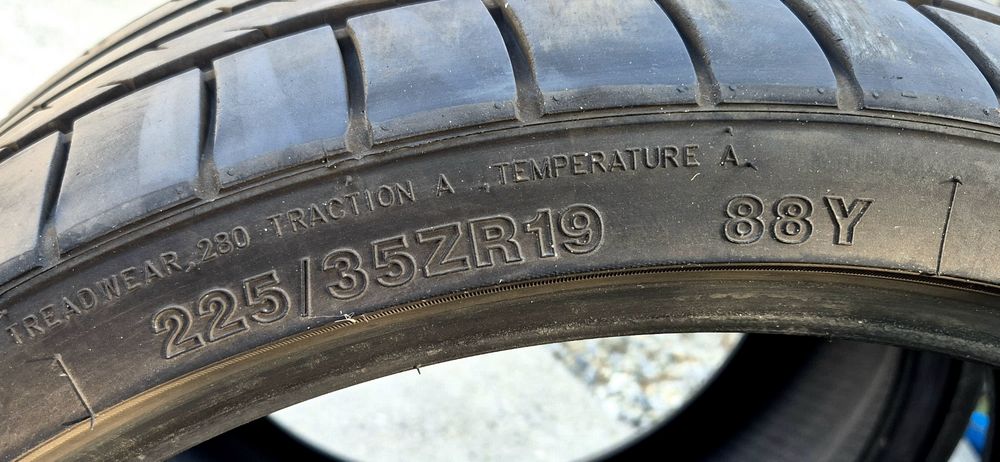 TREADWEAR 280 TRACTION A TEMPERATURE A
225/35ZR19 88Y